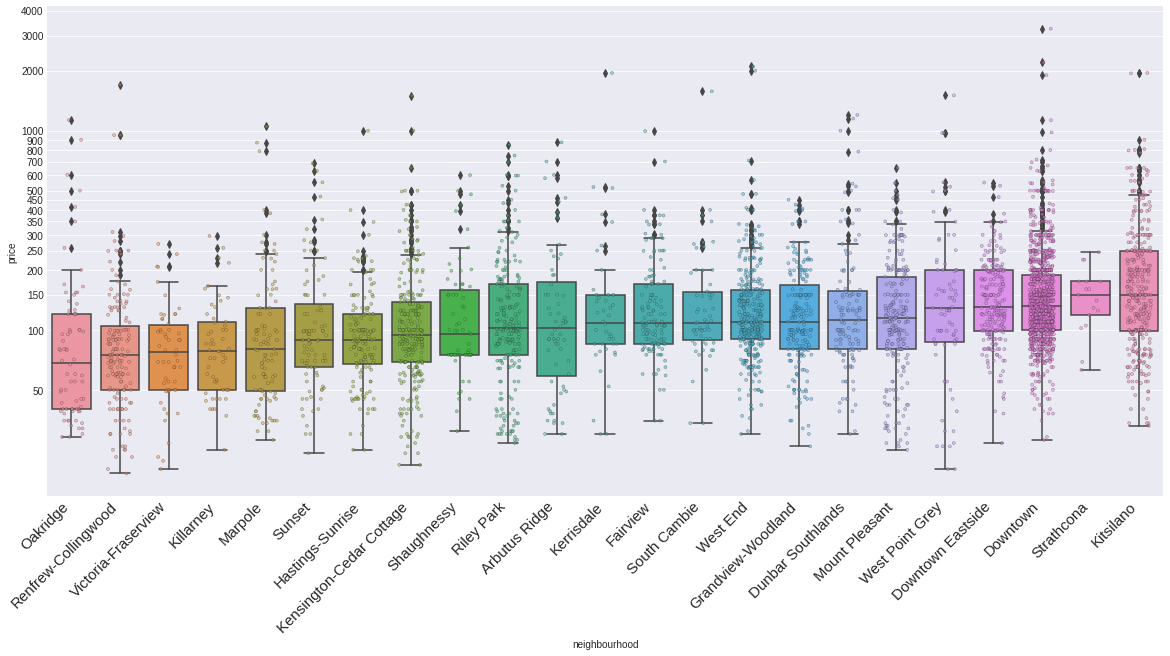 4000
3000
2000
1000
900
800
700
600
500
450
400
350
300
250
200
150
100
50
price
Oakridge
Renfrew-Collingwood
Victoria-Fraserview
Killarney
Marpole
Sunset
Hastings-Sunrise
Kensington-Cedar Cottage
Shaughnessy
Riley Park
Arbutus Ridge
Kerrisdale
Fairview
South Cambie
West End
Grandview-Woodland
Dunbar Southlands
Mount Pleasant
West Point Grey
Downtown Eastside
Downtown
Strathcona
Kitsilano
neighbourhood